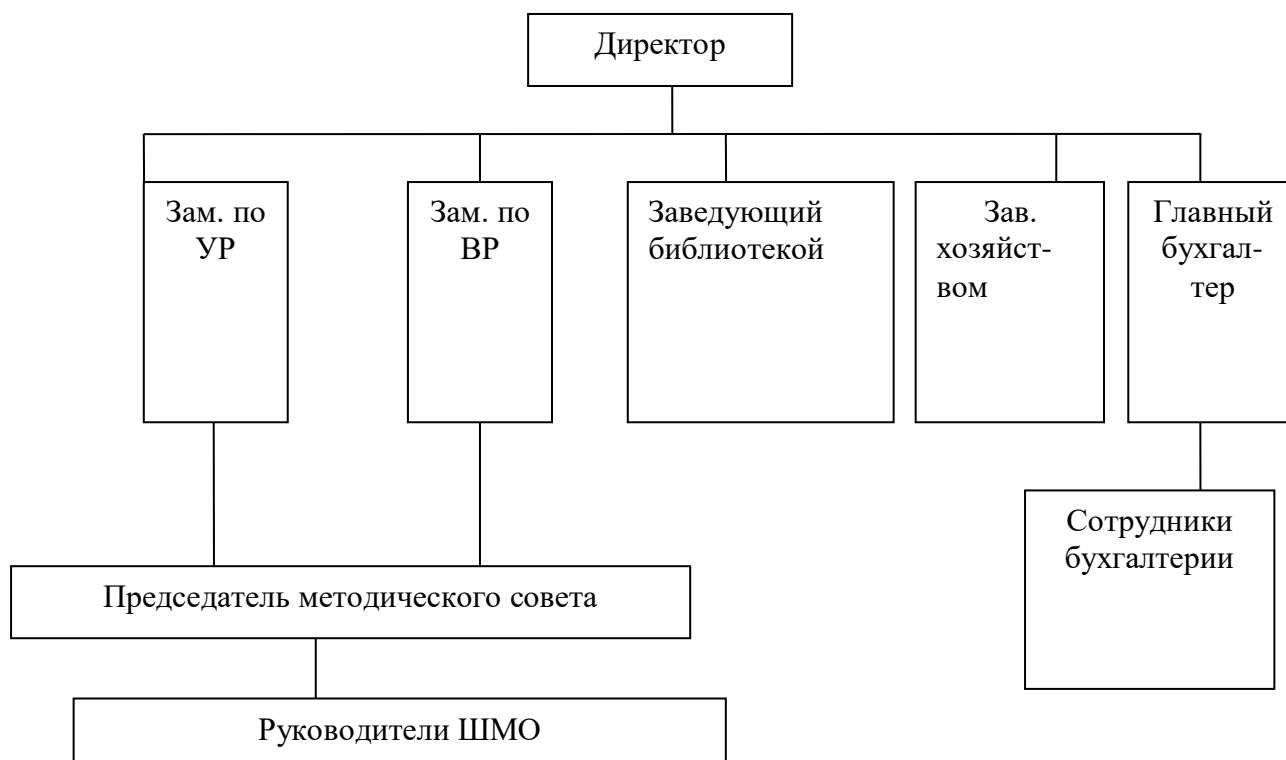 Директор
Зам. по
УР
Зам. по
ВР
Заведующий
библиотекой
Зав.
хозяйст-
вом
Главный
бухгал-
тер
Сотрудники
бухгалтерии
Председатель методического совета
Руководители ШМО